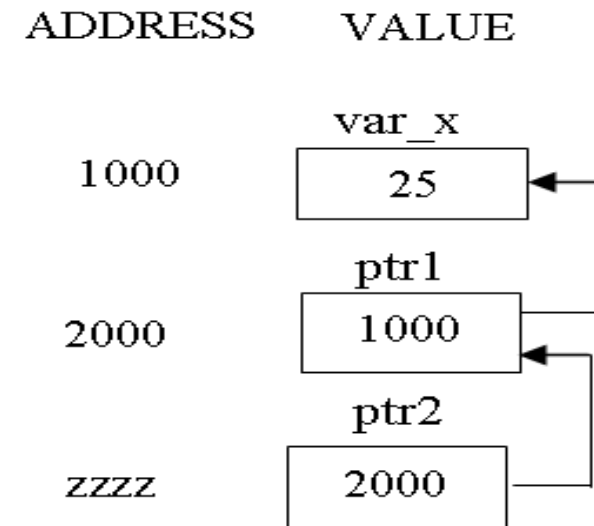 ADDRESS VALUE
var_x
1000 25
ptr1
2000 1000
ptr2
zzzz 2000